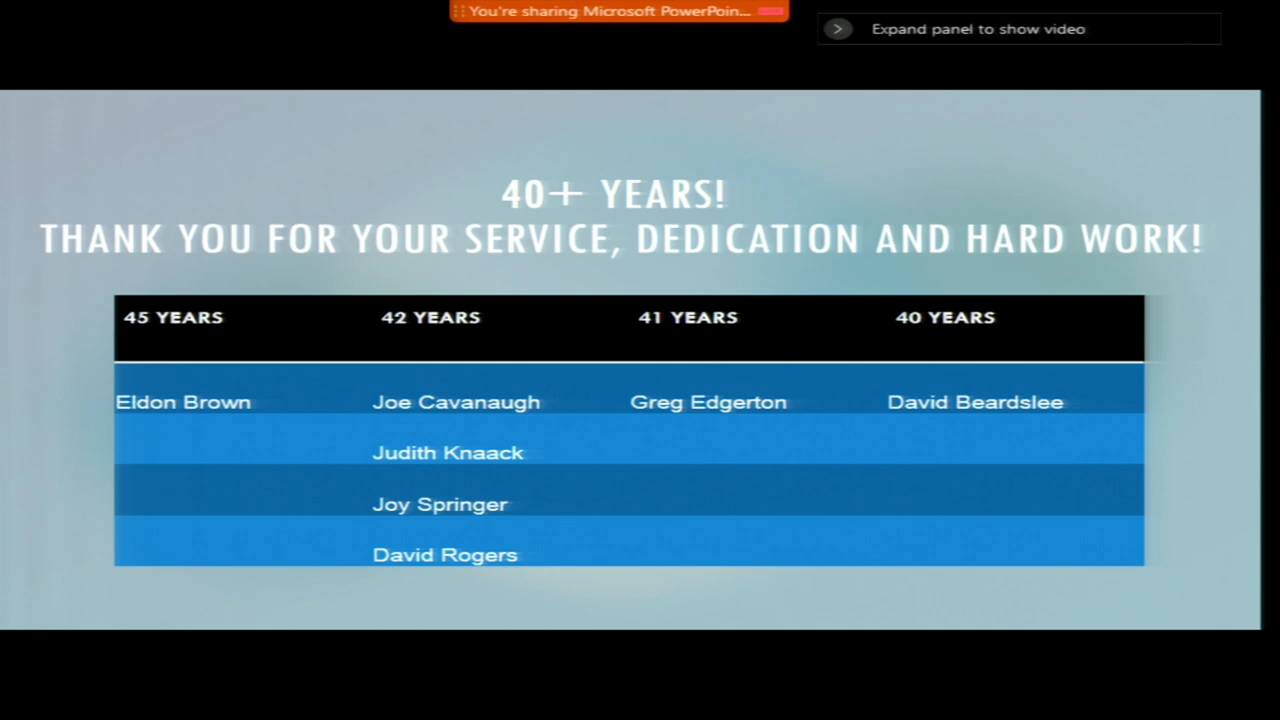 You're sharing Microsoft PowerPoin...
Expand panel to show video
40+ YEARS!
THANK YOU FOR YOUR SERVICE, DEDICATION AND HARD WORK!
45 YEARS 42 YEARS 41 YEARS 40 YEARS
Eldon Brown Joe Cavanaugh Greg Edgerton David Beardslee
Judith Knaack
Joy Springer
David Rogers